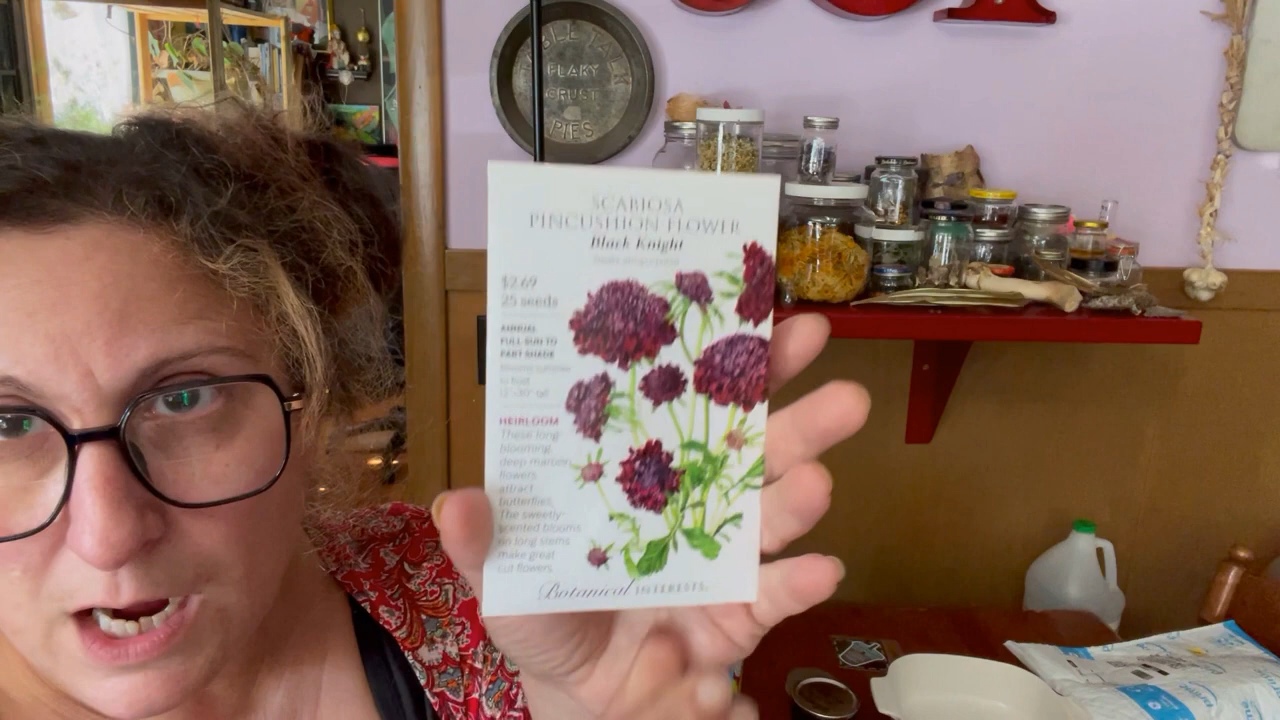 TABLE TALK
FLAKY
CRUST
PIES
SCABIOSA
PINCUSHION FLOWER
Black Knight
$2.69
25 seeds
ANNUAL
FULL SUN TO
PART SHADE
HEIRLOOM
These long-
blooming,
deep maroon
flowers
attract
butterflies.
The sweetly-
scented blooms
on long stems
make great
cut flowers.
Botanical INTERESTS